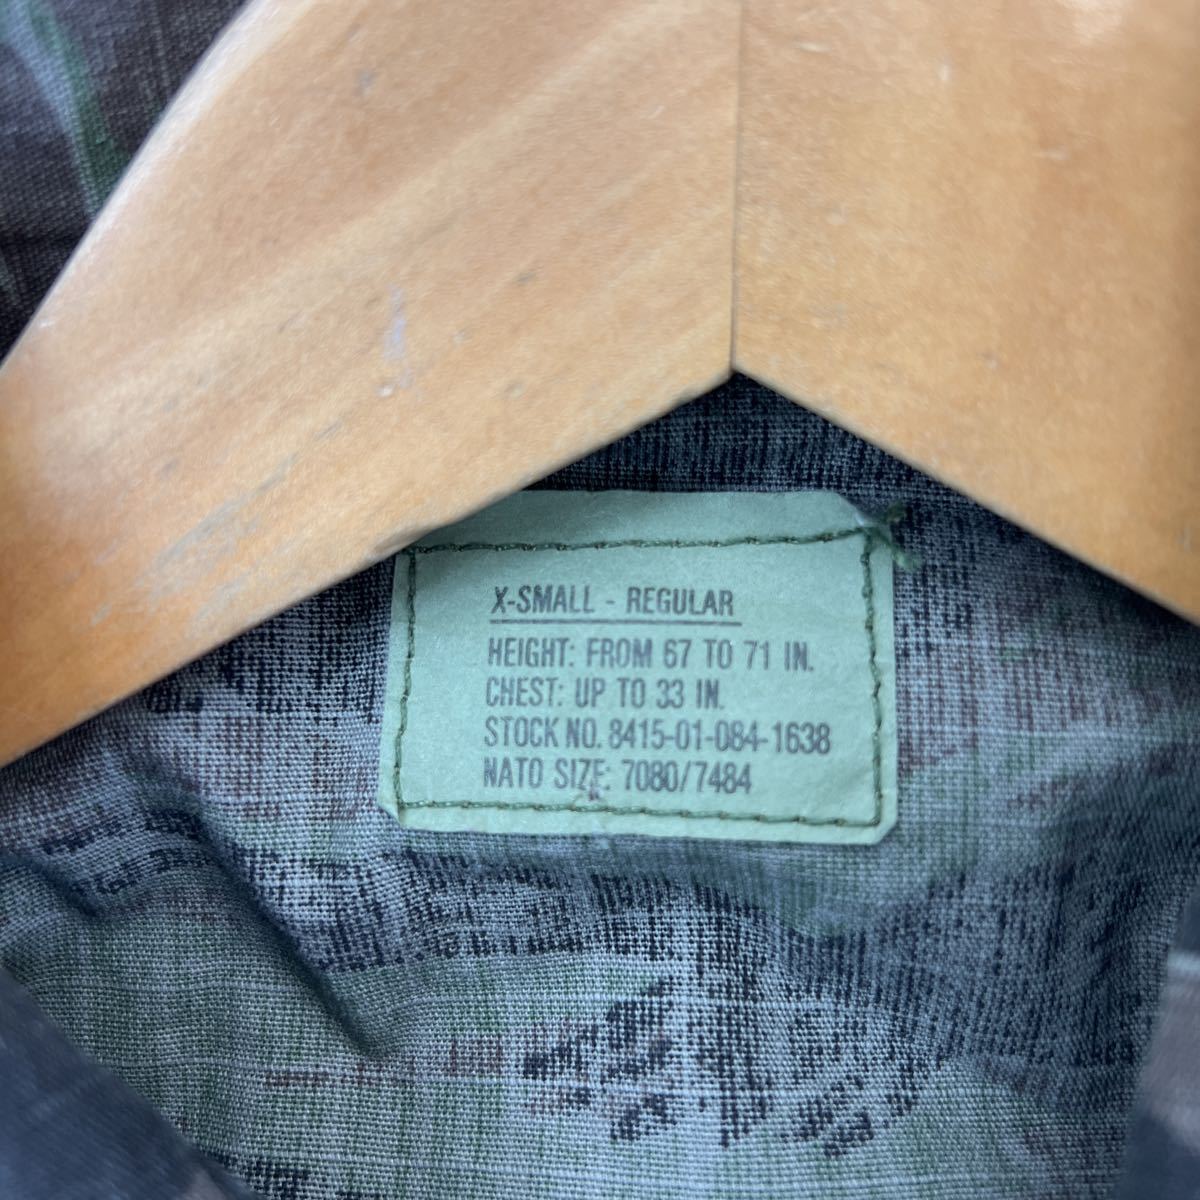 X-SMALL - REGULAR
HEIGHT: FROM 67 TO 71 IN.
CHEST: UP TO 33 IN.
STOCK NO. 8415-01-084-1638
NATO SIZE: 7080/7484